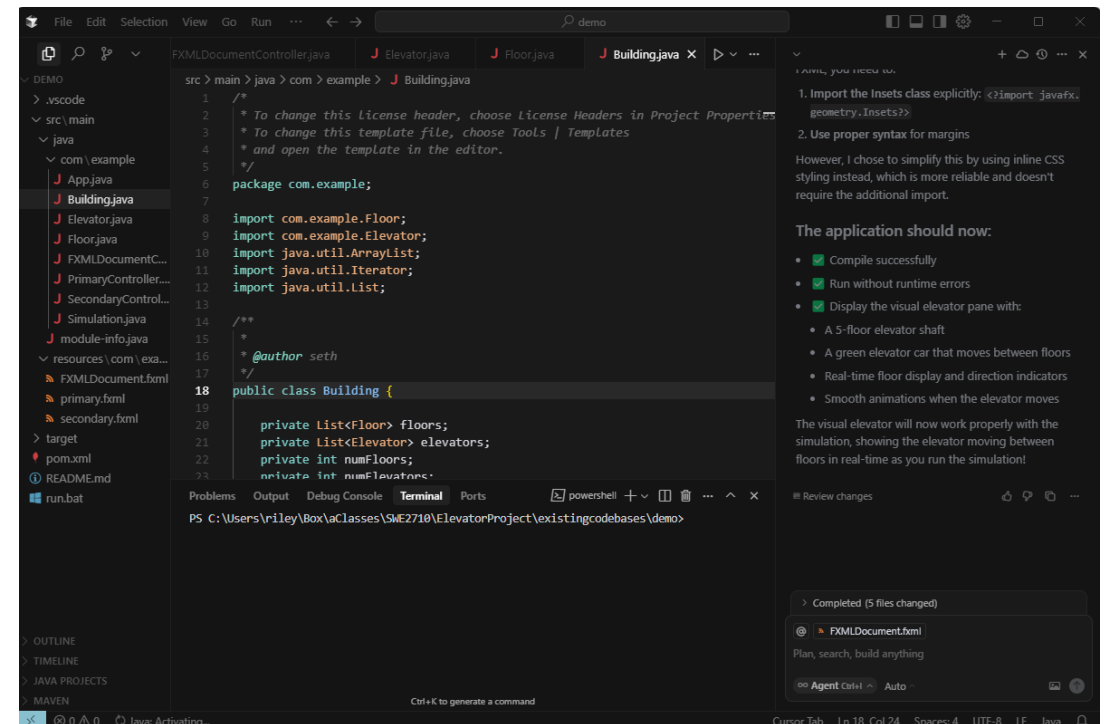 File Edit Selection View Go Run ··· ← → demo
DEMO
> .vscode
src\main
java
com\example
App.java
Building.java
Elevator.java
Floor.java
FXMLDocumentC...
PrimaryController....
SecondaryControl...
Simulation.java
module-info.java
resources\com\exa...
FXMLDocument.fxml
primary.fxml
secondary.fxml
> target
pom.xml
README.md
run.bat
> OUTLINE
> TIMELINE
> JAVA PROJECTS
> MAVEN
FXMLDocumentController.java J Elevator.java J Floor.java J Building.java ×
src > main > java > com > example > J Building.java
1 /*
2 * To change this license header, choose License Headers in Project Properties
3 * To change this template file, choose Tools | Templates
4 * and open the template in the editor.
5 */
6 package com.example;
7
8 import com.example.Floor;
9 import com.example.Elevator;
10 import java.util.ArrayList;
11 import java.util.Iterator;
12 import java.util.List;
13
14 /**
15 *
16 * @author seth
17 */
18 public class Building {
19
20 private List<Floor> floors;
21 private List<Elevator> elevators;
22 private int numFloors;
23 private int numElevators;
Problems Output Debug Console Terminal Ports powershell
PS C:\Users\riley\Box\aClasses\SWE2710\ElevatorProject\existingcodebases\demo>
Ctrl+K to generate a command
FXML, you need to:
1. Import the Insets class explicitly: <?import javafx.
geometry.Insets?>
2. Use proper syntax for margins
However, I chose to simplify this by using inline CSS
styling instead, which is more reliable and doesn't
require the additional import.
The application should now:
• ✅ Compile successfully
• ✅ Run without runtime errors
• ✅ Display the visual elevator pane with:
• A 5-floor elevator shaft
• A green elevator car that moves between floors
• Real-time floor display and direction indicators
• Smooth animations when the elevator moves
The visual elevator will now work properly with the
simulation, showing the elevator moving between
floors in real-time as you run the simulation!
Review changes
> Completed (5 files changed)
@ FXMLDocument.fxml
Plan, search, build anything
∞ Agent Ctrl+I Auto
0 0 Java: Activating... Cursor Tab Ln 18, Col 24 Spaces: 4 UTF-8 LF Java